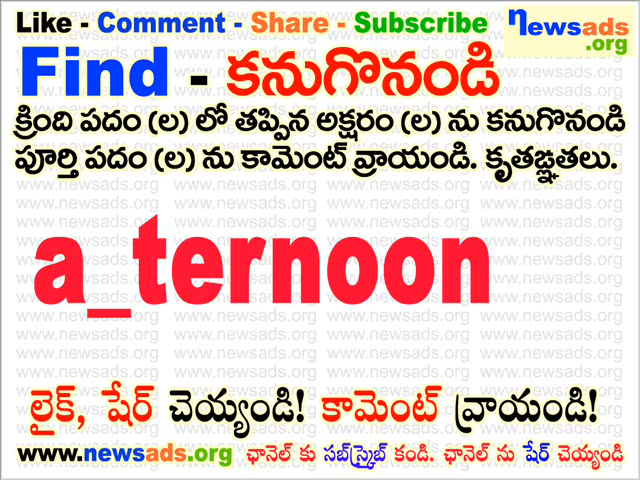 Like - Comment - Share - Subscribe
newsads
.org
Find - కనుగొనండి
క్రింది పదం (ల) లో తప్పిన అక్షరం (ల) ను కనుగొనండి
పూర్తి పదం (ల) ను కామెంట్ వ్రాయండి. కృతఙ్ఞతలు.
a_ternoon
లైక్, షేర్ చెయ్యండి! కామెంట్ వ్రాయండి!
www.newsads.org ఛానెల్ కు సబ్‌స్క్రైబ్ కండి. ఛానెల్ ను షేర్ చెయ్యండి